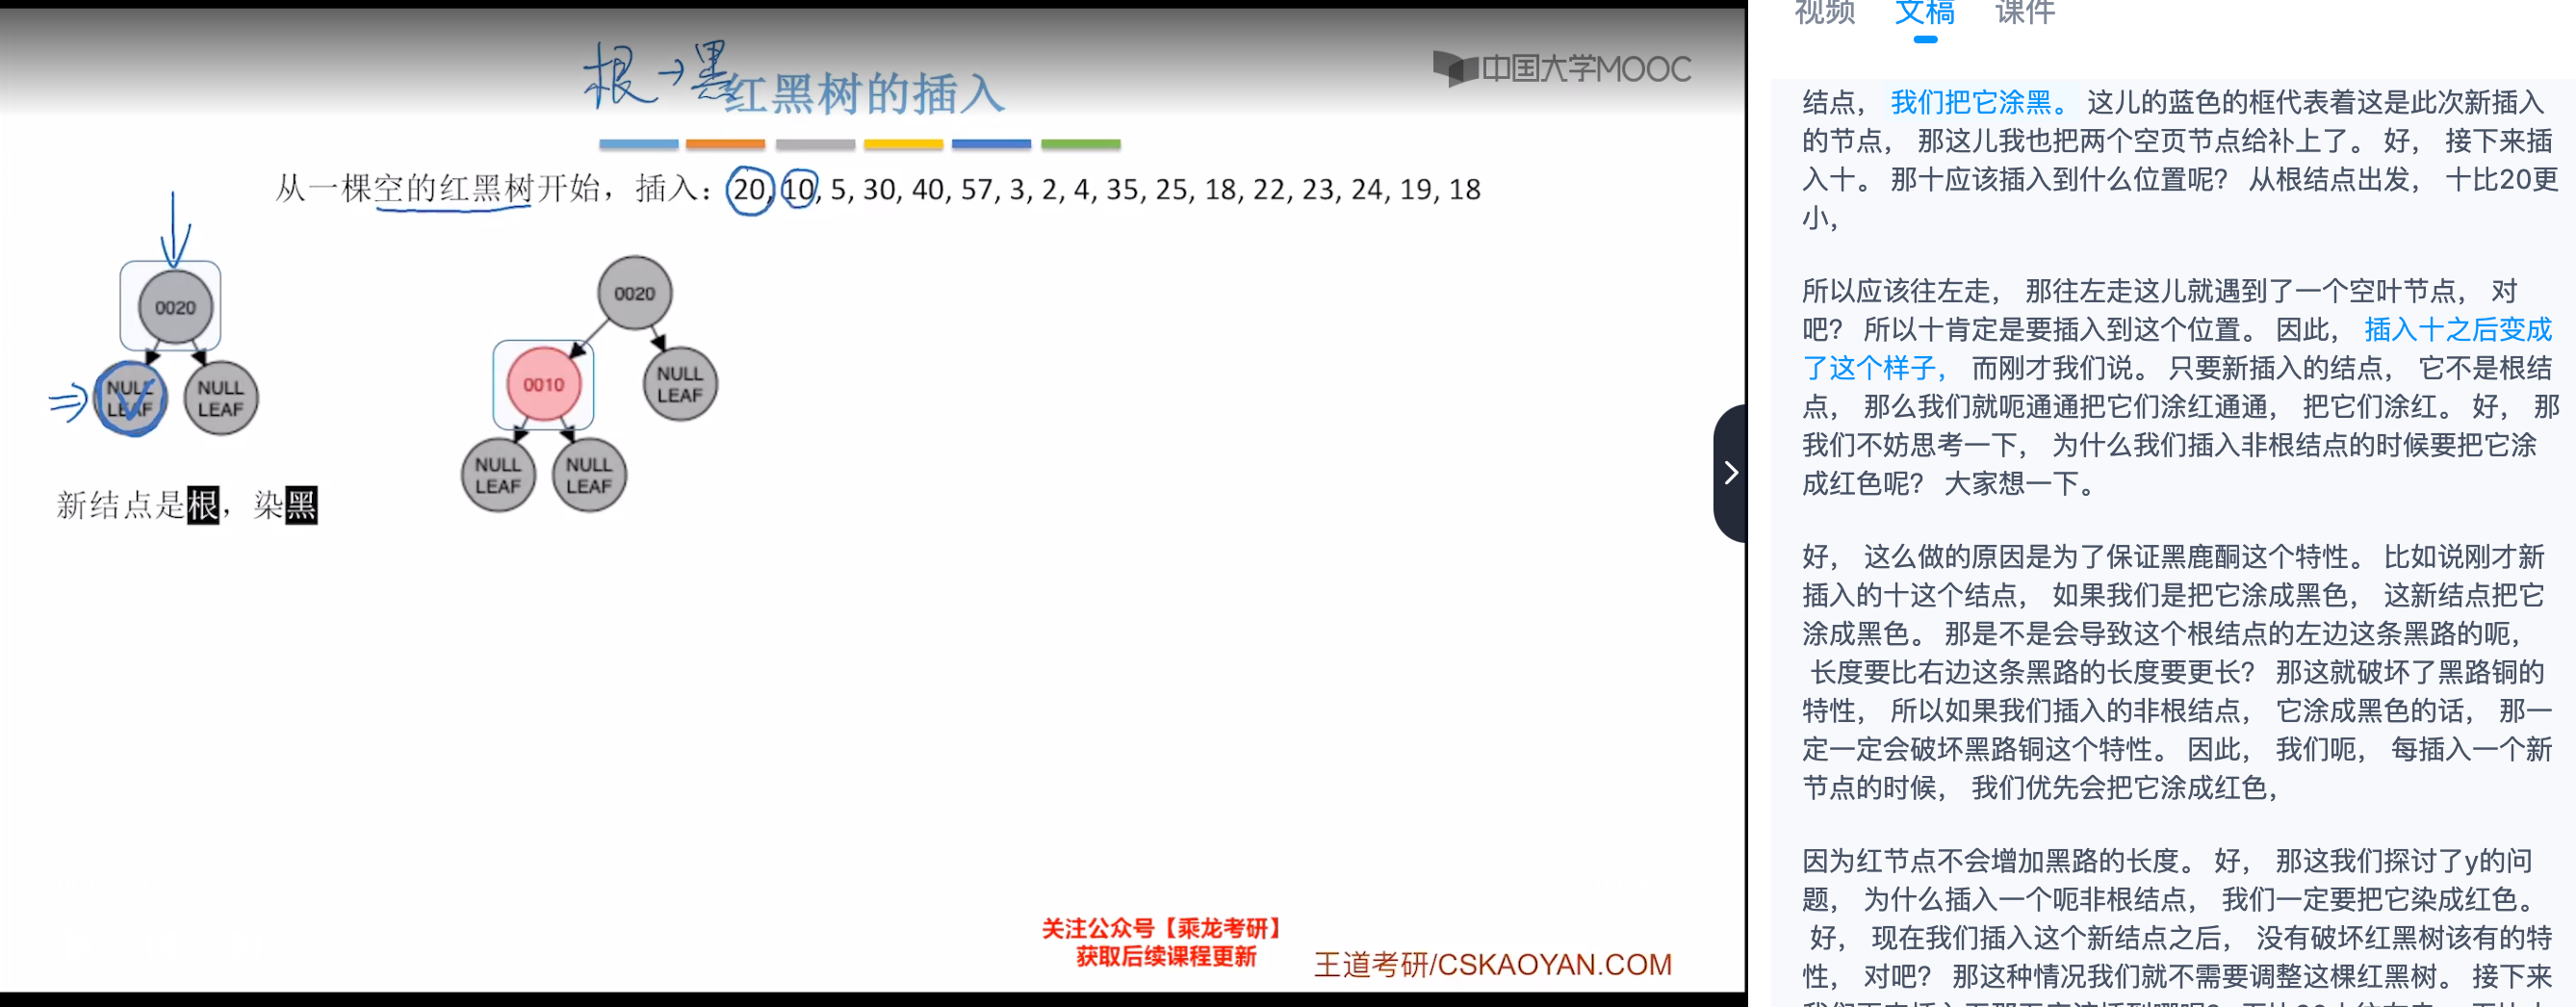 根→黑
红黑树的插入
中国大学MOOC
从一棵空的红黑树开始，插入：20, 10, 5, 30, 40, 57, 3, 2, 4, 35, 25, 18, 22, 23, 24, 19, 18
0020
NULL
LEAF
NULL
LEAF
新结点是根，染黑
0020
0010
NULL
LEAF
NULL
LEAF
NULL
LEAF
关注公众号【乘龙考研】
获取后续课程更新
王道考研/CSKAOYAN.COM
视频 文稿 课件
结点， 我们把它涂黑。 这儿的蓝色的框代表着这是此次新插入
的节点， 那这儿我也把两个空页节点给补上了。 好， 接下来插
入十。 那十应该插入到什么位置呢？ 从根结点出发， 十比20更
小，
所以应该往左走， 那往左走这儿就遇到了一个空叶节点， 对
吧？ 所以十肯定是要插入到这个位置。 因此， 插入十之后变成
了这个样子， 而刚才我们说。 只要新插入的结点， 它不是根结
点， 那么我们就呃通通把它们涂红通通， 把它们涂红。 好， 那
我们不妨思考一下， 为什么我们插入非根结点的时候要把它涂
成红色呢？ 大家想一下。
好， 这么做的原因是为了保证黑鹿酮这个特性。 比如说刚才新
插入的十这个结点， 如果我们是把它涂成黑色， 这新结点把它
涂成黑色。 那是不是会导致这个根结点的左边这条黑路的呃，
长度要比右边这条黑路的长度要更长？ 那这就破坏了黑路铜的
特性， 所以如果我们插入的非根结点， 它涂成黑色的话， 那一
定一定会破坏黑路铜这个特性。 因此， 我们呃， 每插入一个新
节点的时候， 我们优先会把它涂成红色，
因为红节点不会增加黑路的长度。 好， 那这我们探讨了y的问
题， 为什么插入一个呃非根结点， 我们一定要把它染成红色。
好， 现在我们插入这个新结点之后， 没有破坏红黑树该有的特
性， 对吧？ 那这种情况我们就不需要调整这棵红黑树。 接下来